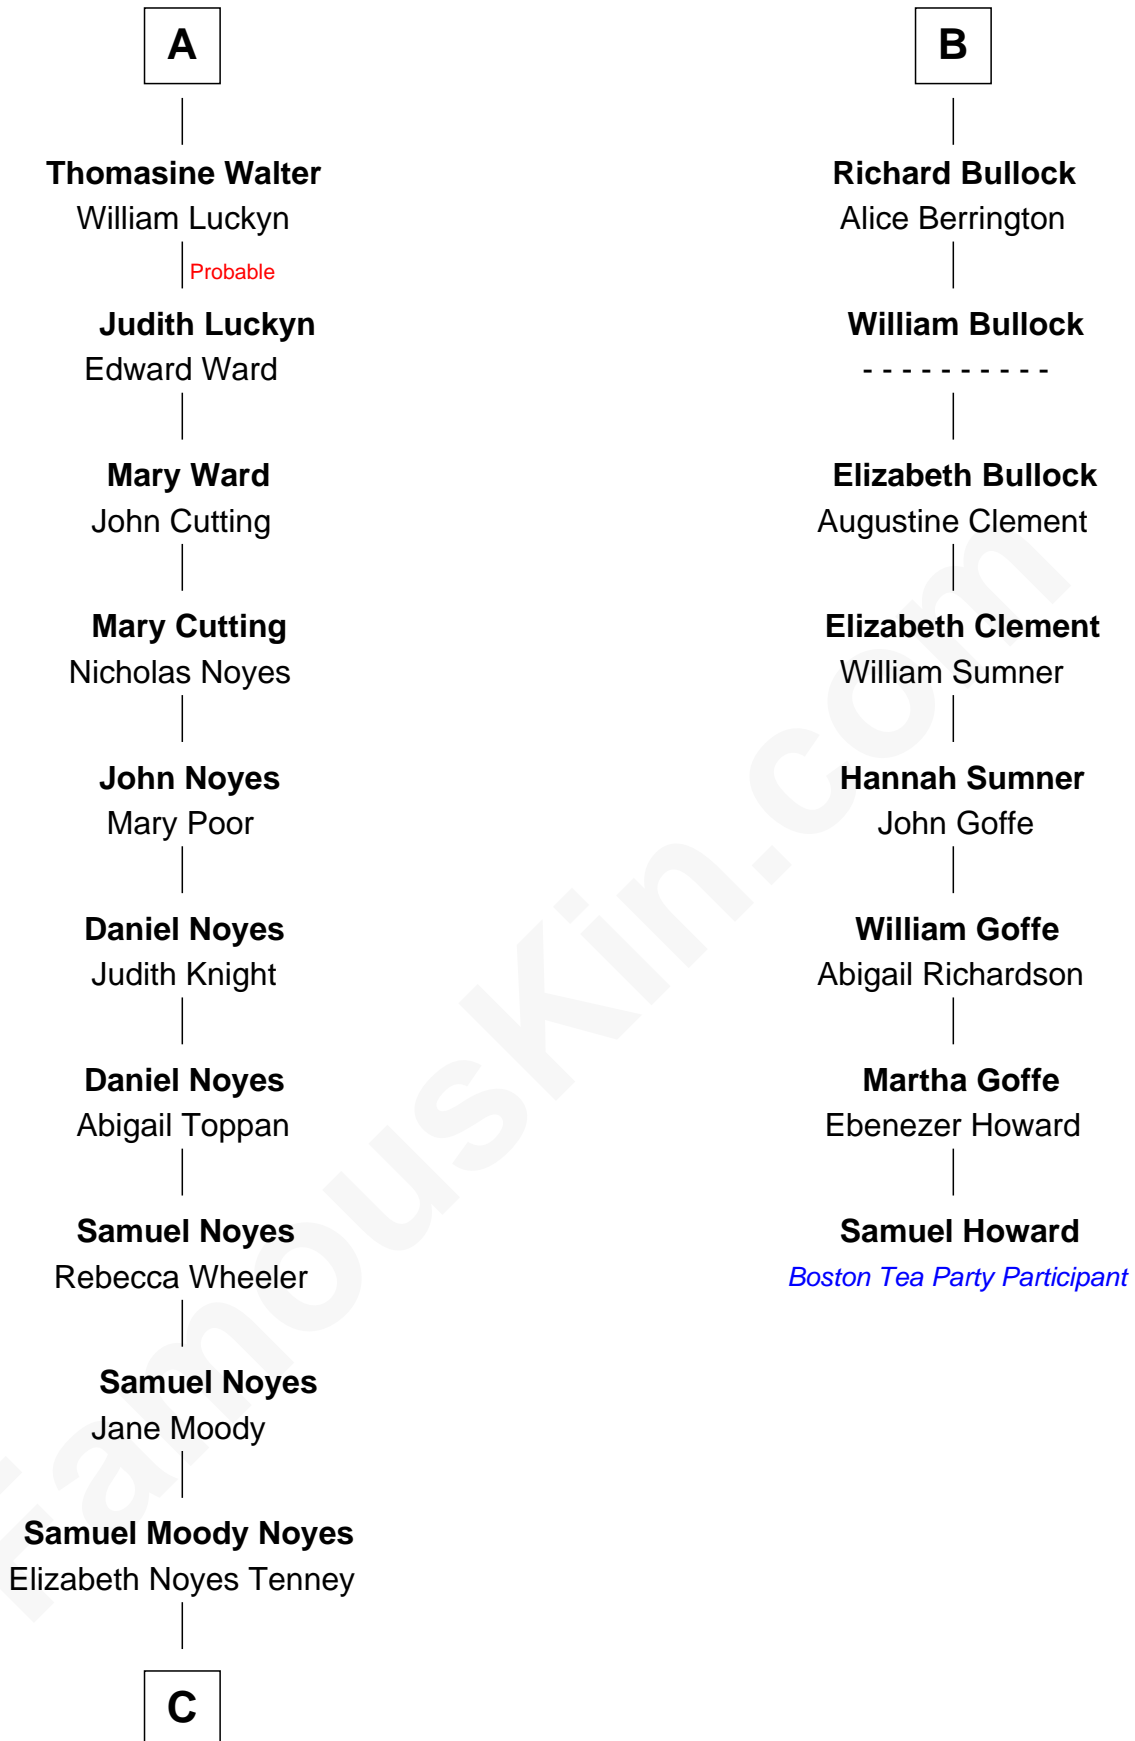 A
Thomasine Walter
William Luckyn
Probable
Judith Luckyn
Edward Ward
Mary Ward
John Cutting
Mary Cutting
Nicholas Noyes
John Noyes
Mary Poor
Daniel Noyes
Judith Knight
Daniel Noyes
Abigail Toppan
Samuel Noyes
Rebecca Wheeler
Samuel Noyes
Jane Moody
Samuel Moody Noyes
Elizabeth Noyes Tenney
C
B
Richard Bullock
Alice Berrington
William Bullock
- - - - - - - - - -
Elizabeth Bullock
Augustine Clement
Elizabeth Clement
William Sumner
Hannah Sumner
John Goffe
William Goffe
Abigail Richardson
Martha Goffe
Ebenezer Howard
Samuel Howard
Boston Tea Party Participant
FamousKin.com